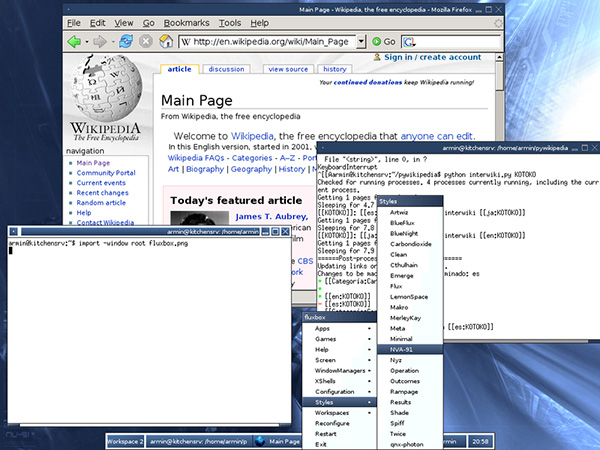 Main Page - Wikipedia, the free encyclopedia - Mozilla Firefox
File Edit View Go Bookmarks Tools Help
http://en.wikipedia.org/wiki/Main_Page Go
Sign in / create account
article discussion view source history
Your continued donations keep Wikipedia running!
Main Page
From Wikipedia, the free encyclopedia
WIKIPEDIA
The Free Encyclopedia
navigation
Main Page
Community Portal
Current events
Recent changes
Random article
Help
Contact Wikipedia
Welcome to Wikipedia, the free encyclopedia that anyone can edit.
In this English version, started in 2001,
Wikipedia FAQs - Categories - A–Z - Port
Art | Biography | Geography | History |
Today's featured article
James T. Aubrey,
American
film
CBS
armin@kitchensrv: /home/armin/pywikipedia
File "<string>", line 0, in ?
KeyboardInterrupt
^[[Aarmin@kitchensrv:~/pywikipedia$ python interwiki.py KOTOKO
Checked for running processes. 4 processes currently running, including the curr
ent process.
Getting 1 pages f
Sleeping for 4.7
[[KOTOKO]]: [[es: interwiki [[ja:KOTOKO]]
Getting 1 pages f
Sleeping for 7.8
[[KOTOKO]]: [[ja: interwiki [[en:KOTOKO]]
Getting 1 pages f
Sleeping for 7.9
======Post-proces
Updating links on
Changes to be mad minado: es
+ [[Categoria:Can
+ [[en:KOTOKO]]
- [[es:KOTOKO]]
[[es:KOTOKO]]
armin@kitchensrv: /home/armin
armin@kitchensrv:~$ import -window root fluxbox.png
fluxbox
Apps
Games
Help
Screen
WindowManagers
XShells
Configuration
Styles
Workspaces
Reconfigure
Restart
Exit
Styles
Artwiz
BlueFlux
BlueNight
Carbondioxide
Clean
Cthulhain
Emerge
Flux
LemonSpace
Makro
MerleyKay
Meta
Minimal
NVA-91
Nyz
Operation
Outcomes
Rampage
Results
Shade
Spiff
Twice
qnx-photon
Workspace 2 armin@kitchensrv: /home/armin/p Main Page armin 20:58